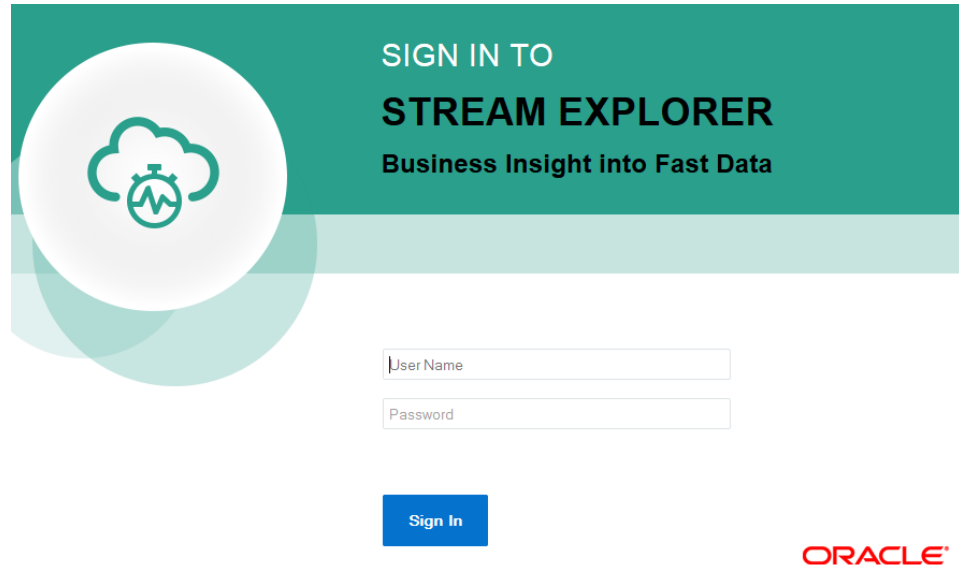 SIGN IN TO
STREAM EXPLORER
Business Insight into Fast Data
User Name
Password
Sign In
ORACLE®